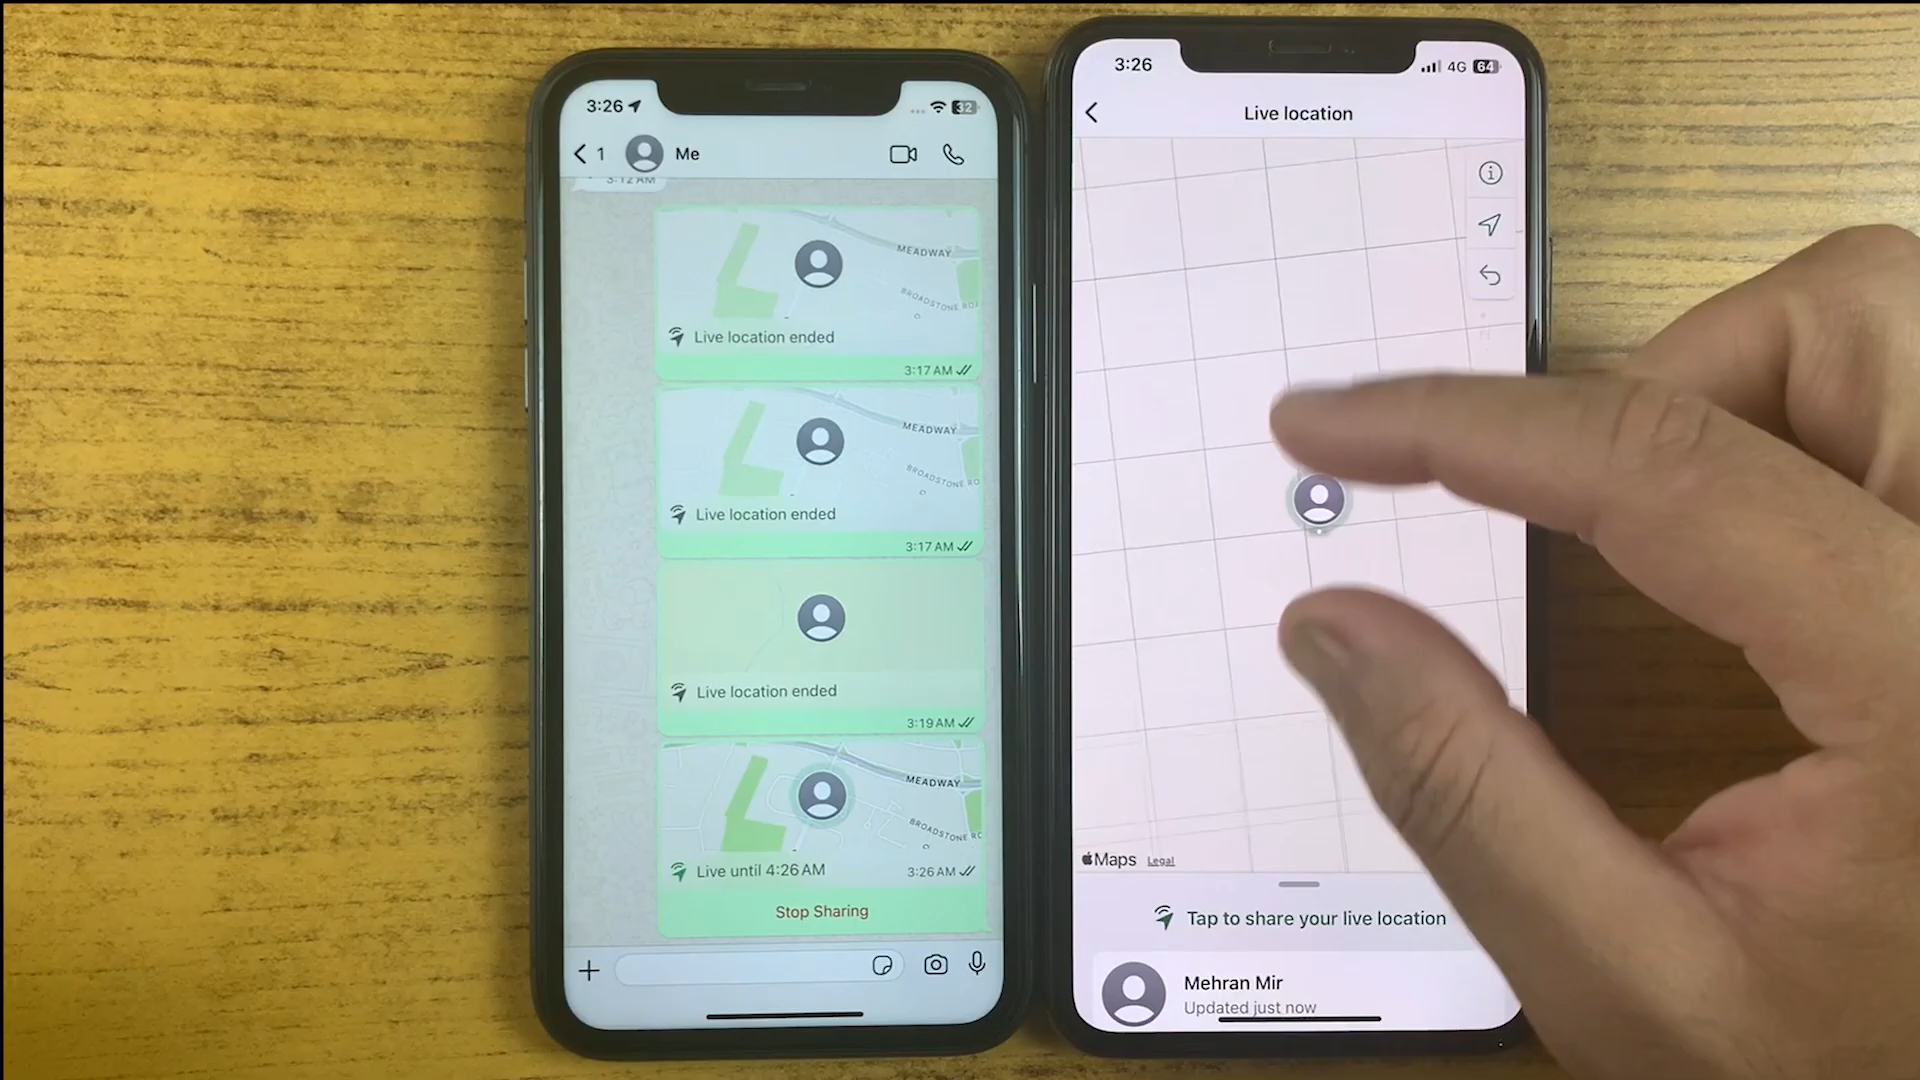 3:26
32
1
Me
3:12 AM
MEADWAY
BROADSTONE RO
Live location ended
3:17 AM
MEADWAY
BROADSTONE RO
Live location ended
3:17 AM
Live location ended
3:19 AM
MEADWAY
BROADSTONE RO
Live until 4:26 AM
3:26 AM
Stop Sharing
3:26
4G
64
Live location
Maps
Legal
Tap to share your live location
Mehran Mir
Updated just now